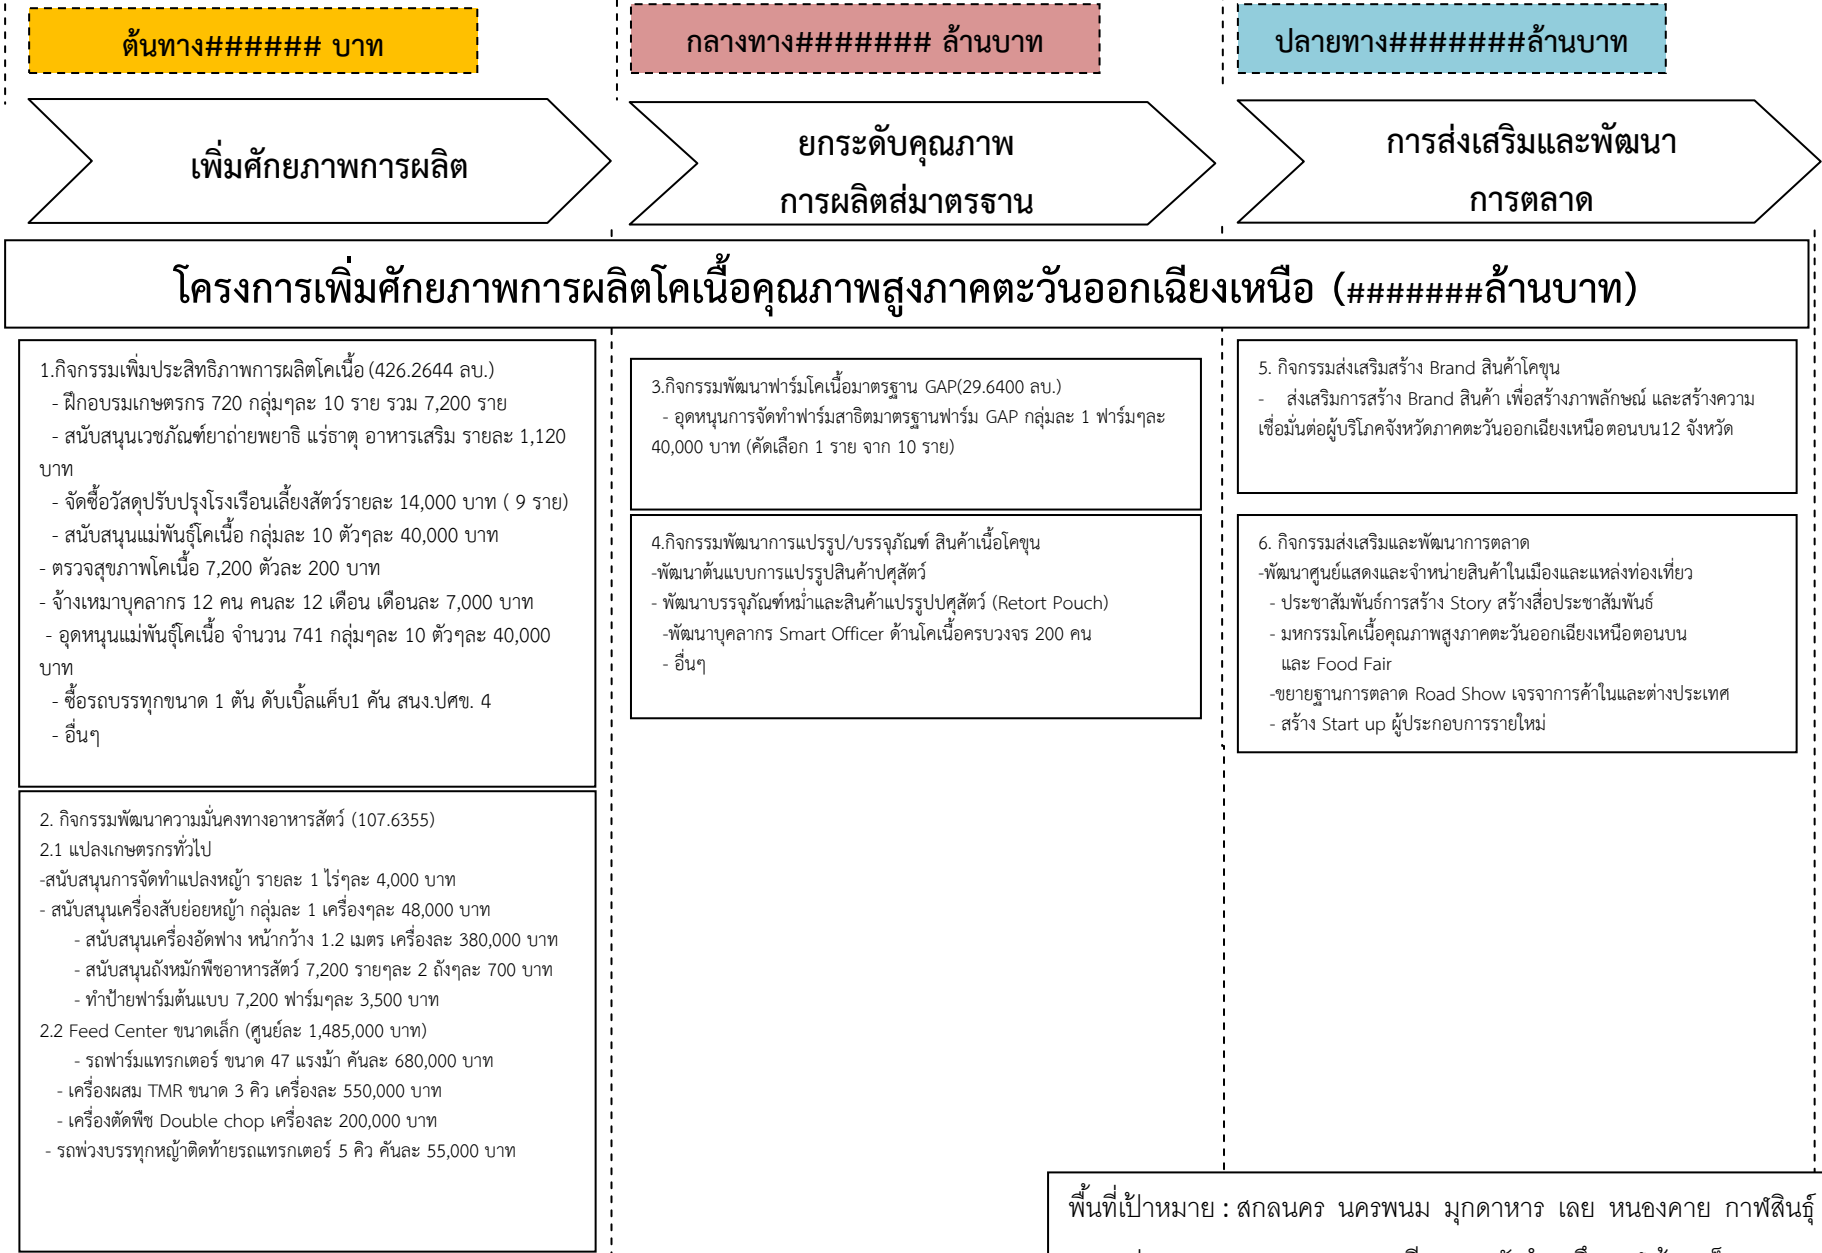 ต้นทาง###### บาท
กลางทาง####### ล้านบาท
ปลายทาง#######ล้านบาท
เพิ่มศักยภาพการผลิต
ยกระดับคุณภาพ
การผลิตส่มาตรฐาน
การส่งเสริมและพัฒนา
การตลาด
โครงการเพิ่มศักยภาพการผลิตโคเนื้อคุณภาพสูงภาคตะวันออกเฉียงเหนือ (#######ล้านบาท)
1.กิจกรรมเพิ่มประสิทธิภาพการผลิตโคเนื้อ (426.2644 ลบ.)
- ฝึกอบรมเกษตรกร 720 กลุ่มๆละ 10 ราย รวม 7,200 ราย
- สนับสนุนเวชภัณฑ์ยาถ่ายพยาธิ แร่ธาตุ อาหารเสริม รายละ 1,120
บาท
- จัดซื้อวัสดุปรับปรุงโรงเรือนเลี้ยงสัตว์รายละ 14,000 บาท ( 9 ราย)
- สนับสนุนแม่พันธุ์โคเนื้อ กลุ่มละ 10 ตัวๆละ 40,000 บาท
- ตรวจสุขภาพโคเนื้อ 7,200 ตัวละ 200 บาท
- จ้างเหมาบุคลากร 12 คน คนละ 12 เดือน เดือนละ 7,000 บาท
- อุดหนุนแม่พันธุ์โคเนื้อ จำนวน 741 กลุ่มๆละ 10 ตัวๆละ 40,000
บาท
- ซื้อรถบรรทุกขนาด 1 ตัน ดับเบิ้ลแค็บ1 คัน สนง.ปศข. 4
- อื่นๆ
2. กิจกรรมพัฒนาความมั่นคงทางอาหารสัตว์ (107.6355)
2.1 แปลงเกษตรกรทั่วไป
-สนับสนุนการจัดทำแปลงหญ้า รายละ 1 ไร่ๆละ 4,000 บาท
- สนับสนุนเครื่องสับย่อยหญ้า กลุ่มละ 1 เครื่องๆละ 48,000 บาท
- สนับสนุนเครื่องอัดฟาง หน้ากว้าง 1.2 เมตร เครื่องละ 380,000 บาท
- สนับสนุนถังหมักพืชอาหารสัตว์ 7,200 รายๆละ 2 ถังๆละ 700 บาท
- ทำป้ายฟาร์มต้นแบบ 7,200 ฟาร์มๆละ 3,500 บาท
2.2 Feed Center ขนาดเล็ก (ศูนย์ละ 1,485,000 บาท)
- รถฟาร์มแทรกเตอร์ ขนาด 47 แรงม้า คันละ 680,000 บาท
- เครื่องผสม TMR ขนาด 3 คิว เครื่องละ 550,000 บาท
- เครื่องตัดพืช Double chop เครื่องละ 200,000 บาท
- รถพ่วงบรรทุกหญ้าติดท้ายรถแทรกเตอร์ 5 คิว คันละ 55,000 บาท
3.กิจกรรมพัฒนาฟาร์มโคเนื้อมาตรฐาน GAP(29.6400 ลบ.)
- อุดหนุนการจัดทำฟาร์มสาธิตมาตรฐานฟาร์ม GAP กลุ่มละ 1 ฟาร์มๆละ
40,000 บาท (คัดเลือก 1 ราย จาก 10 ราย)
4.กิจกรรมพัฒนาการแปรรูป/บรรจุภัณฑ์ สินค้าเนื้อโคขุน
-พัฒนาต้นแบบการแปรรูปสินค้าปศุสัตว์
- พัฒนาบรรจุภัณฑ์หม่ำและสินค้าแปรรูปปศุสัตว์ (Retort Pouch)
-พัฒนาบุคลากร Smart Officer ด้านโคเนื้อครบวงจร 200 คน
- อื่นๆ
5. กิจกรรมส่งเสริมสร้าง Brand สินค้าโคขุน
- ส่งเสริมการสร้าง Brand สินค้า เพื่อสร้างภาพลักษณ์ และสร้างความ
เชื่อมั่นต่อผู้บริโภคจังหวัดภาคตะวันออกเฉียงเหนือตอนบน12 จังหวัด
6. กิจกรรมส่งเสริมและพัฒนาการตลาด
-พัฒนาศูนย์แสดงและจำหน่ายสินค้าในเมืองและแหล่งท่องเที่ยว
- ประชาสัมพันธ์การสร้าง Story สร้างสื่อประชาสัมพันธ์
- มหกรรมโคเนื้อคุณภาพสูงภาคตะวันออกเฉียงเหนือตอนบน
และ Food Fair
-ขยายฐานการตลาด Road Show เจรจาการค้าในและต่างประเทศ
- สร้าง Start up ผู้ประกอบการรายใหม่
พื้นที่เป้าหมาย : สกลนคร นครพนม มุกดาหาร เลย หนองคาย กาฬสินธุ์